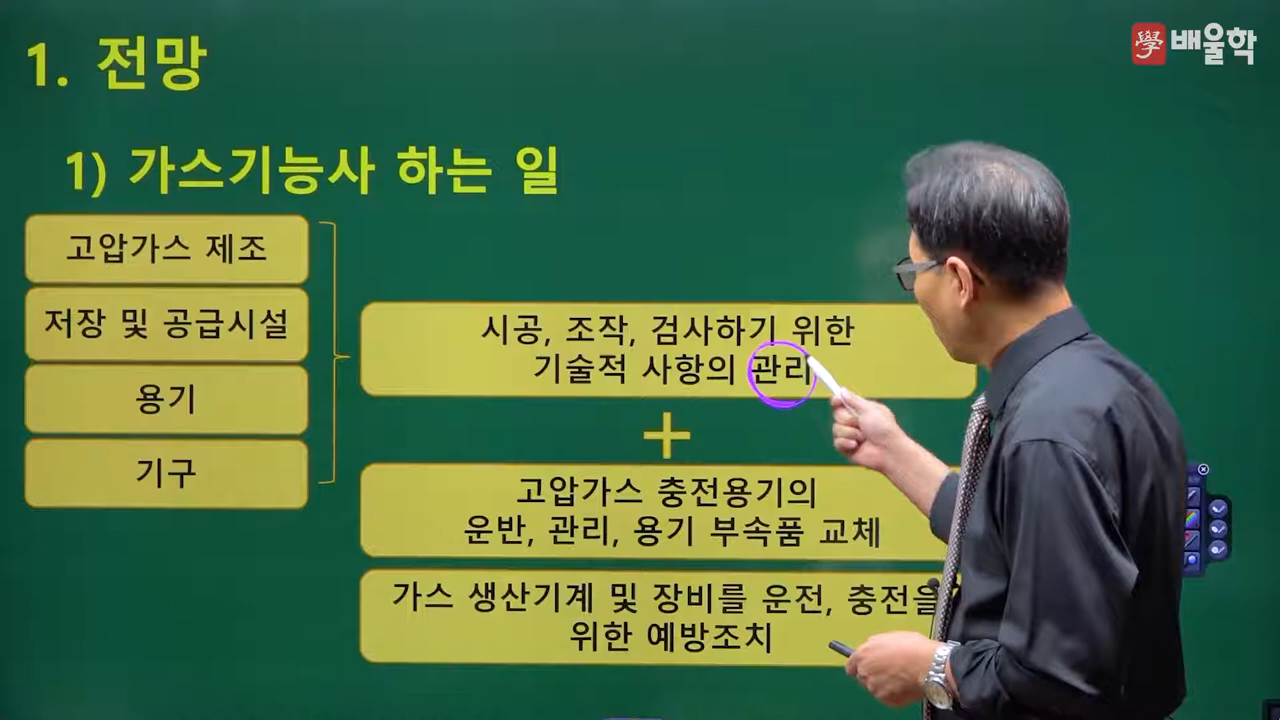 1. 전망
學 배울학
1) 가스기능사 하는 일
고압가스 제조
저장 및 공급시설
용기
기구
시공, 조작, 검사하기 위한
기술적 사항의 관리
+
고압가스 충전용기의
운반, 관리, 용기 부속품 교체
가스 생산기계 및 장비를 운전, 충전을
위한 예방조치